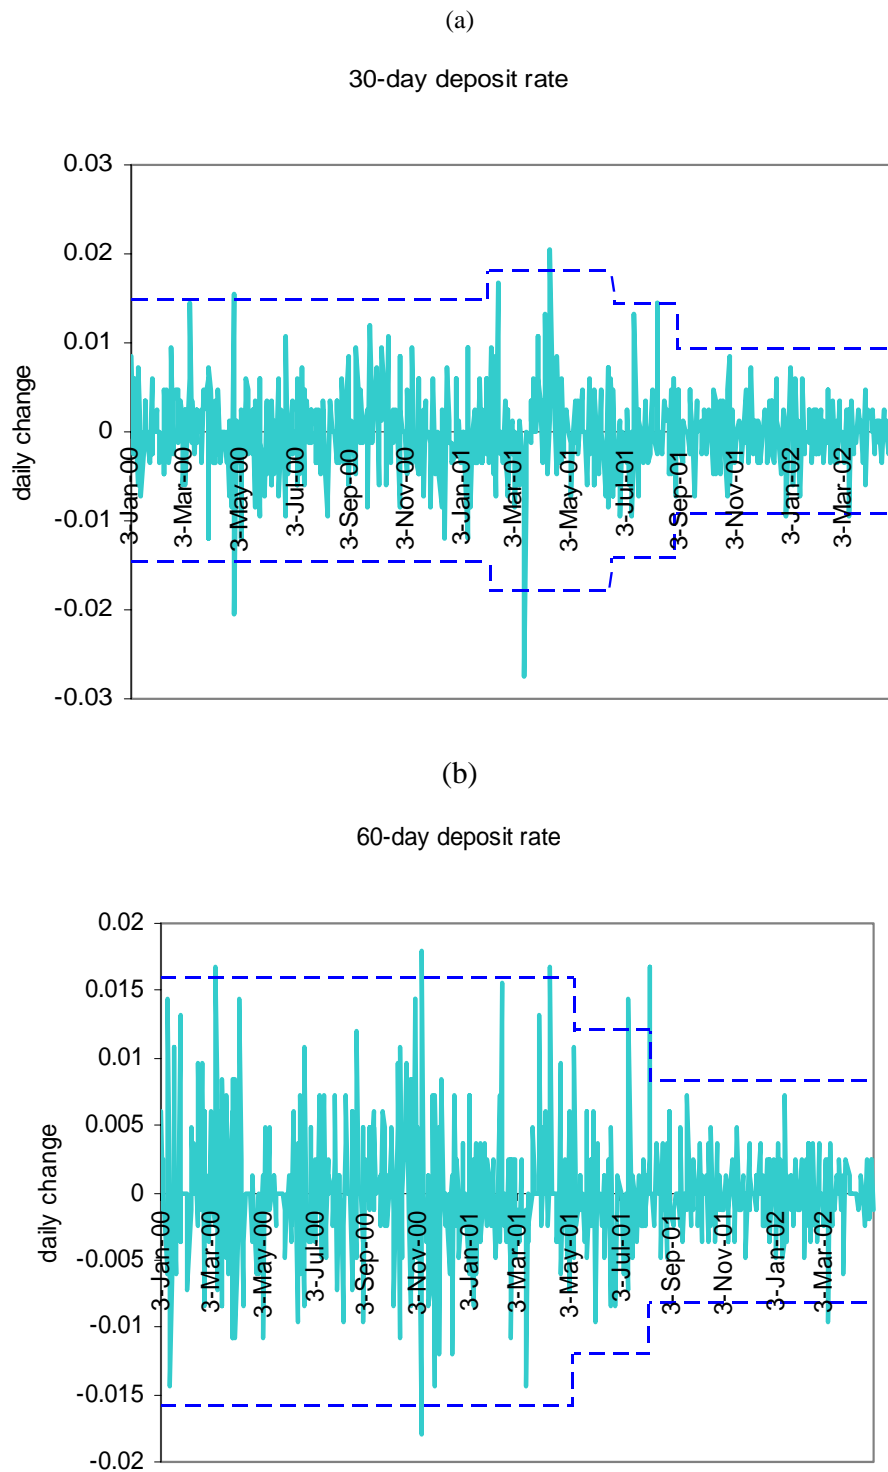 (a)
30-day deposit rate
0.03
0.02
0.01
0
-0.01
-0.02
-0.03
daily change
3-Jan-00
3-Mar-00
3-May-00
3-Jul-00
3-Sep-00
3-Nov-00
3-Jan-01
3-Mar-01
3-May-01
3-Jul-01
3-Sep-01
3-Nov-01
3-Jan-02
3-Mar-02
(b)
60-day deposit rate
0.02
0.015
0.01
0.005
0
-0.005
-0.01
-0.015
-0.02
daily change
3-Jan-00
3-Mar-00
3-May-00
3-Jul-00
3-Sep-00
3-Nov-00
3-Jan-01
3-Mar-01
3-May-01
3-Jul-01
3-Sep-01
3-Nov-01
3-Jan-02
3-Mar-02